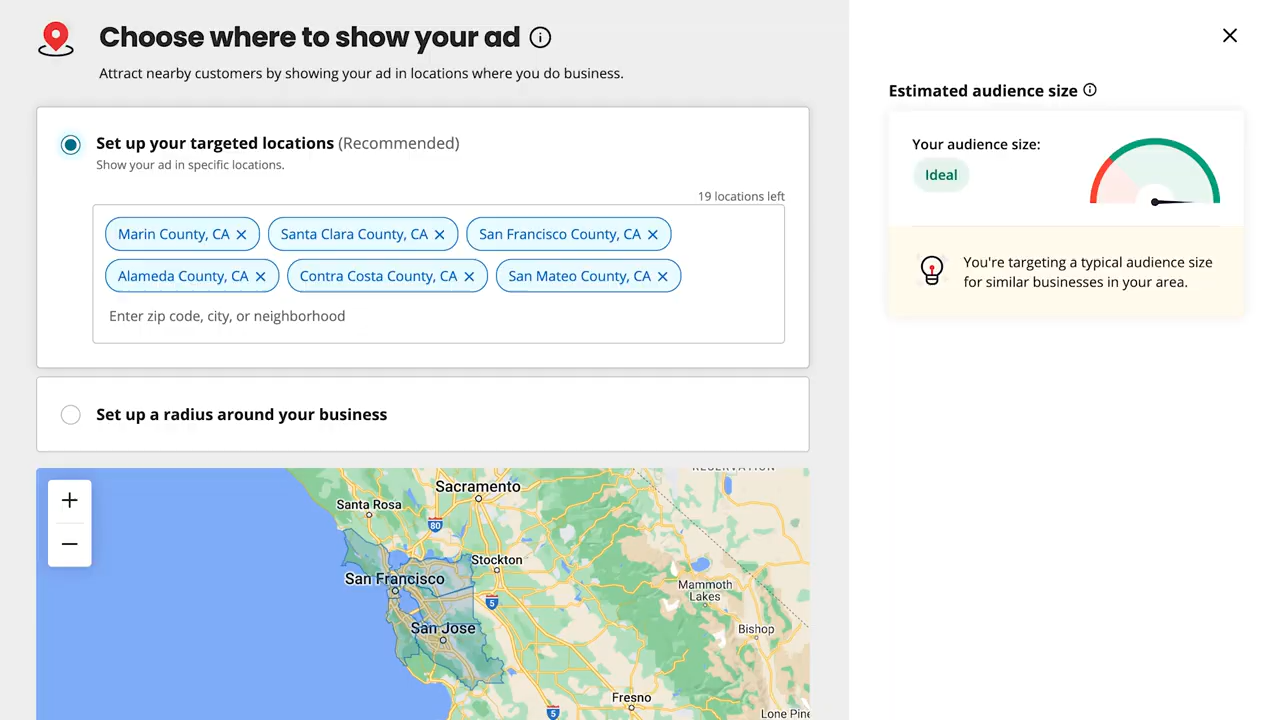 Choose where to show your ad
Attract nearby customers by showing your ad in locations where you do business.
Set up your targeted locations (Recommended)
Show your ad in specific locations.
19 locations left
Marin County, CA
Santa Clara County, CA
San Francisco County, CA
Alameda County, CA
Contra Costa County, CA
San Mateo County, CA
Enter zip code, city, or neighborhood
Set up a radius around your business
RESERVATION
Sacramento
Santa Rosa
80
Stockton
San Francisco
Mammoth
Lakes
5
San Jose
Bishop
Fresno
5
Lone Pine
Estimated audience size
Your audience size:
Ideal
You're targeting a typical audience size
for similar businesses in your area.